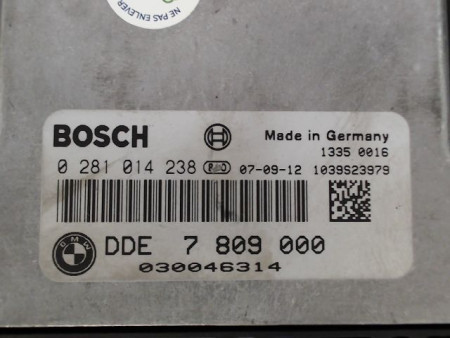 NE PAS ENLEVER
BOSCH
Made in Germany
1335 0016
0 281 014 238 07-09-12 1039S23979
BMW DDE 7 809 000
030046314